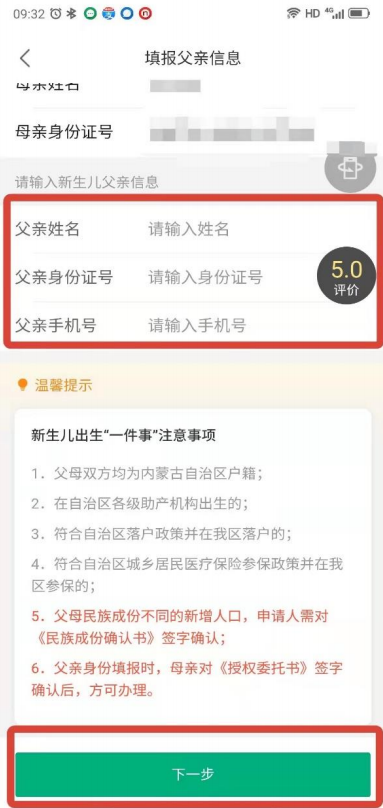 09:32
HD 4G
填报父亲信息
母亲姓名
母亲身份证号
请输入新生儿父亲信息
父亲姓名 请输入姓名
父亲身份证号 请输入身份证号
5.0
评价
父亲手机号 请输入手机号
温馨提示
新生儿出生“一件事”注意事项
1. 父母双方均为内蒙古自治区户籍；
2. 在自治区各级助产机构出生的；
3. 符合自治区落户政策并在我区落户的；
4. 符合自治区城乡居民医疗保险参保政策并在我
区参保的；
5. 父母民族成份不同的新增人口，申请人需对
《民族成份确认书》签字确认；
6. 父亲身份填报时，母亲对《授权委托书》签字
确认后，方可办理。
下一步